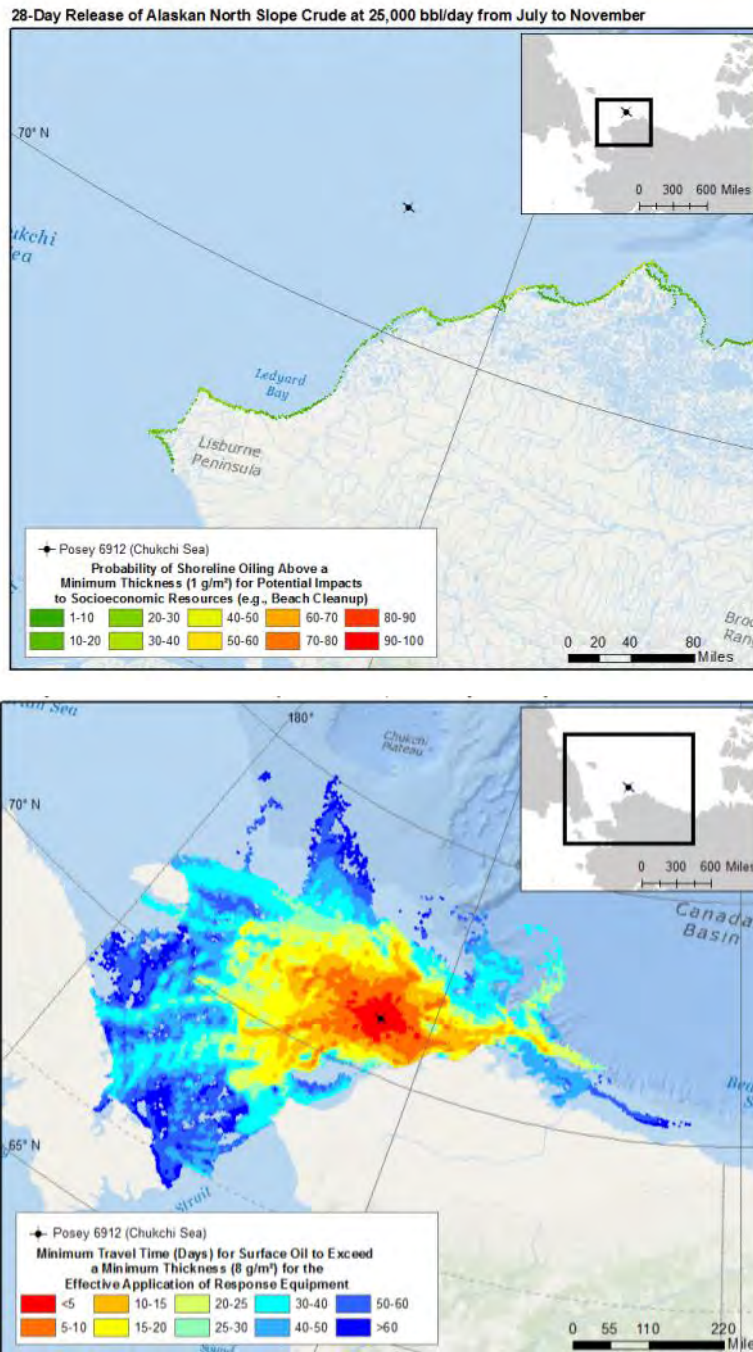 28-Day Release of Alaskan North Slope Crude at 25,000 bbl/day from July to November
70° N
0 300 600 Miles
Ledyard
Bay
Lisburne
Peninsula
Posey 6912 (Chukchi Sea)
Probability of Shoreline Oiling Above a
Minimum Thickness (1 g/m²) for Potential Impacts
to Socioeconomic Resources (e.g., Beach Cleanup)
1-10 20-30 40-50 60-70 80-90
10-20 30-40 50-60 70-80 90-100
0 20 40 80
Miles
180°
Chukchi
Plateau
70° N
0 300 600 Miles
Canada
Basin
65° N
Strait
Posey 6912 (Chukchi Sea)
Minimum Travel Time (Days) for Surface Oil to Exceed
a Minimum Thickness (8 g/m²) for the
Effective Application of Response Equipment
<5 10-15 20-25 30-40 50-60
5-10 15-20 25-30 40-50 >60
0 55 110 220